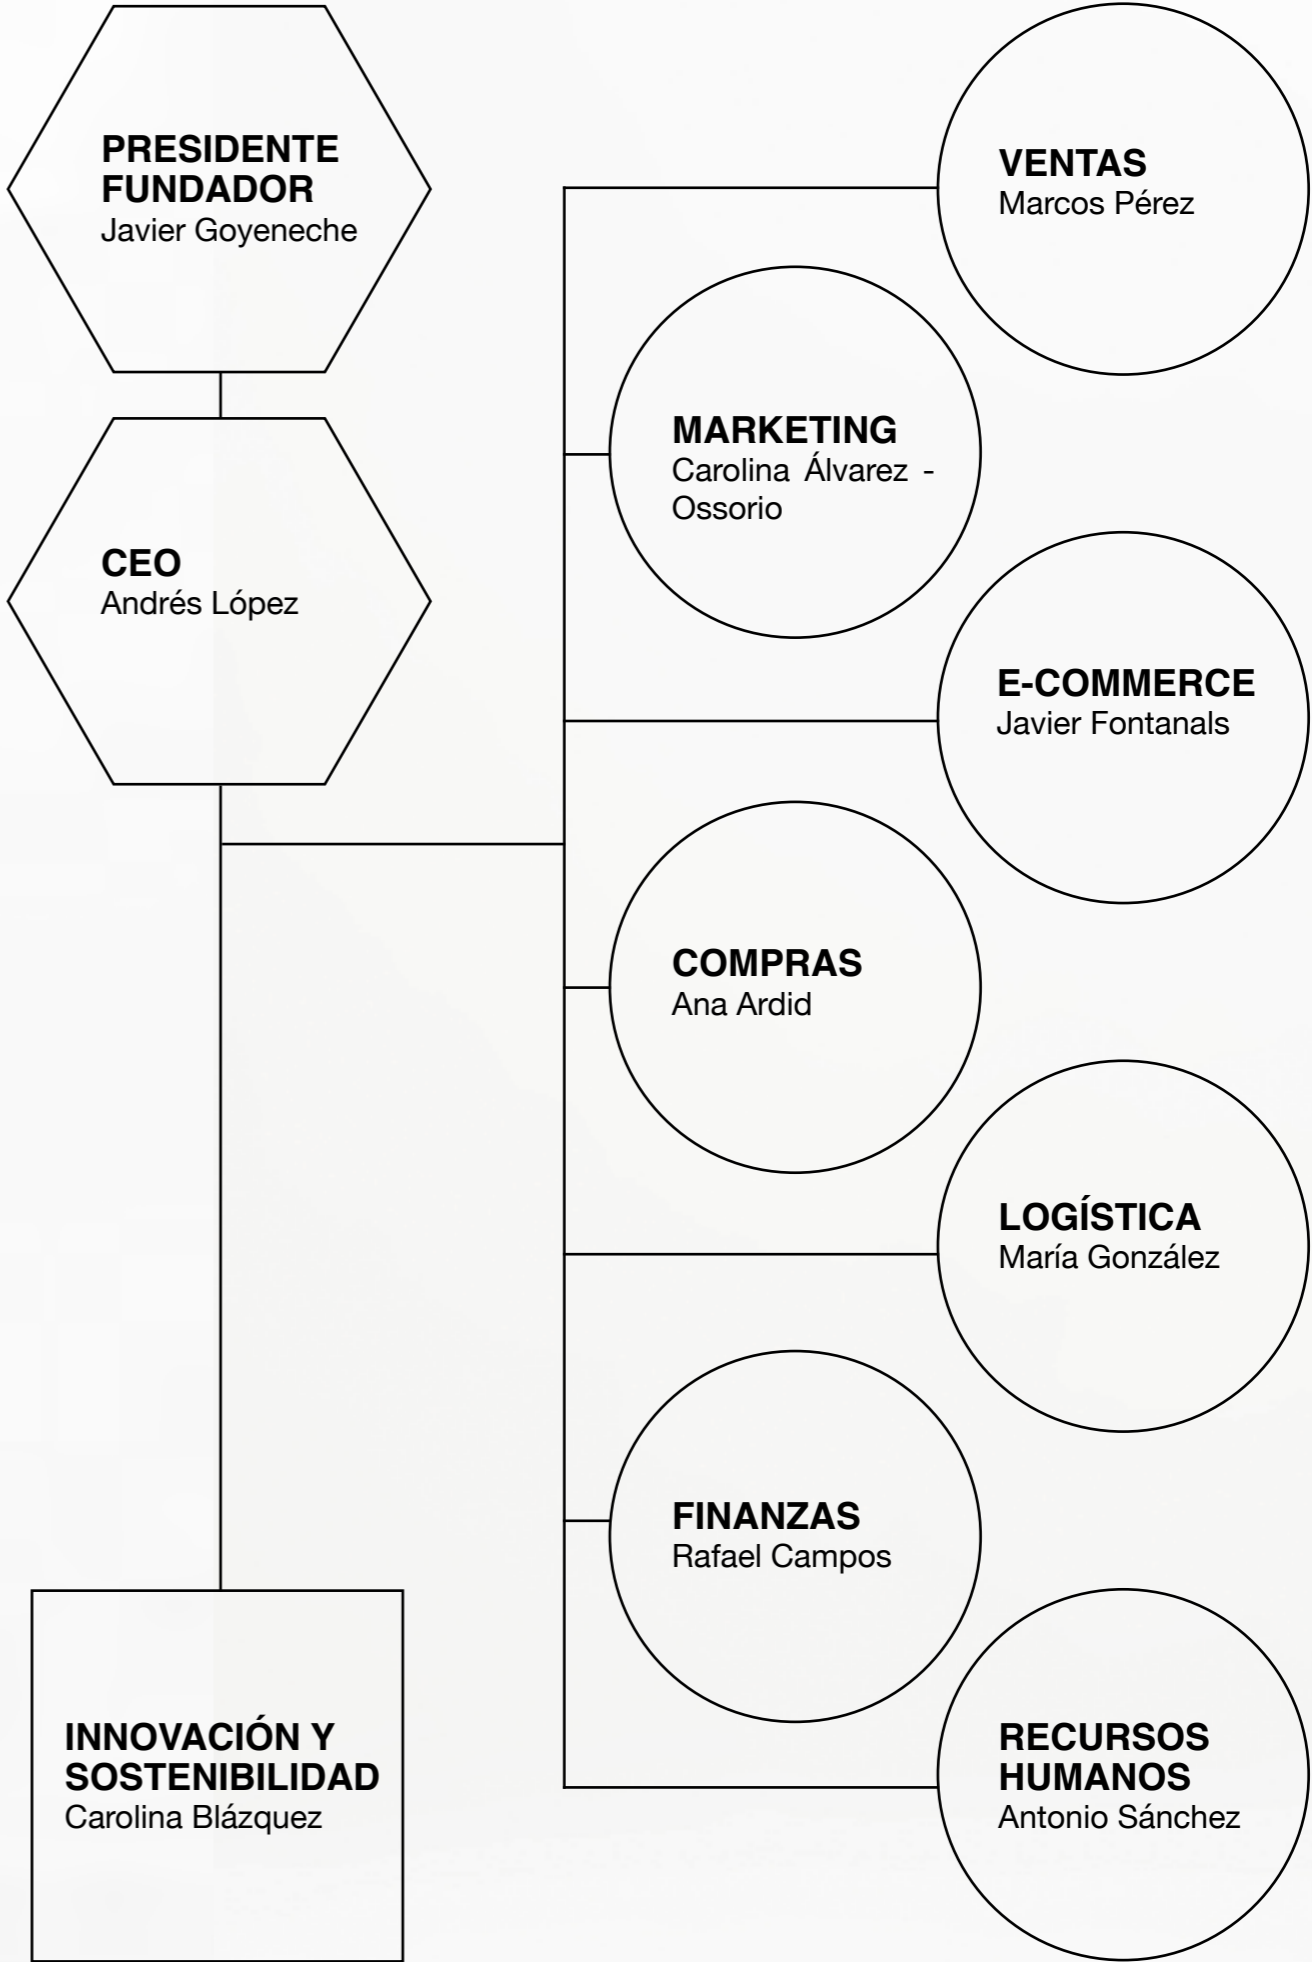 PRESIDENTE
FUNDADOR
Javier Goyeneche
CEO
Andrés López
INNOVACIÓN Y
SOSTENIBILIDAD
Carolina Blázquez
VENTAS
Marcos Pérez
MARKETING
Carolina Álvarez -
Ossorio
E-COMMERCE
Javier Fontanals
COMPRAS
Ana Ardid
LOGÍSTICA
María González
FINANZAS
Rafael Campos
RECURSOS
HUMANOS
Antonio Sánchez